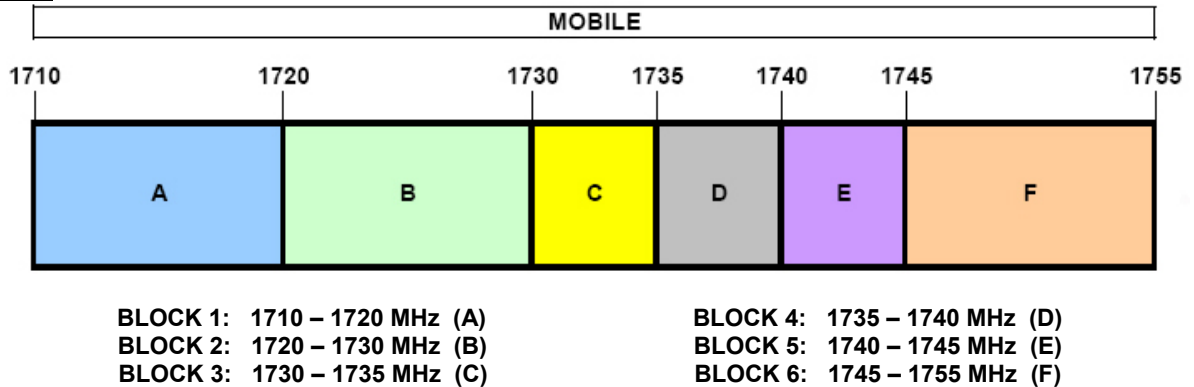 MOBILE
1710 1720 1730 1735 1740 1745 1755
A B C D E F
BLOCK 1: 1710 – 1720 MHz (A)
BLOCK 2: 1720 – 1730 MHz (B)
BLOCK 3: 1730 – 1735 MHz (C)
BLOCK 4: 1735 – 1740 MHz (D)
BLOCK 5: 1740 – 1745 MHz (E)
BLOCK 6: 1745 – 1755 MHz (F)